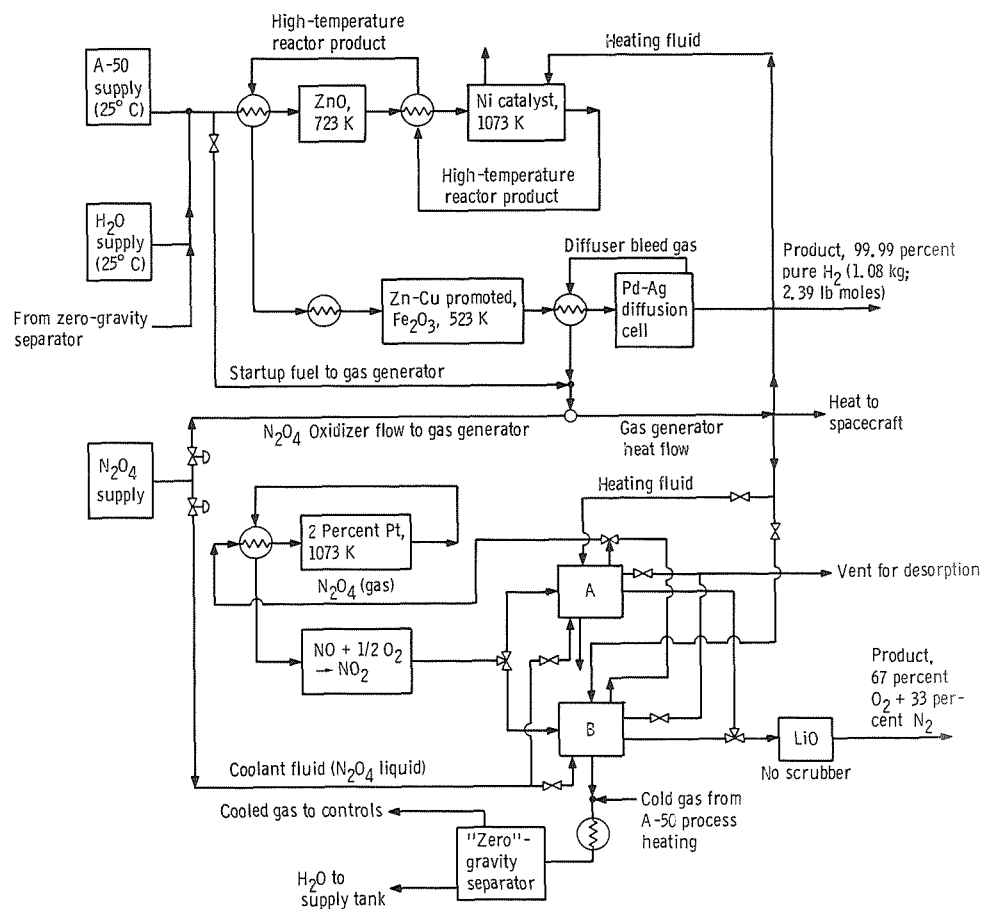 High-temperature
reactor product
Heating fluid
A-50
supply
(25° C)
ZnO,
723 K
Ni catalyst,
1073 K
High-temperature
reactor product
H2O
supply
(25° C)
From zero-gravity
separator
Diffuser bleed gas
Product, 99.99 percent
pure H2 (1.08 kg;
2.39 lb moles)
Zn-Cu promoted,
Fe2O3, 523 K
Pd-Ag
diffusion
cell
Startup fuel to gas generator
N2O4 Oxidizer flow to gas generator
Gas generator
heat flow
Heat to
spacecraft
N2O4
supply
Heating fluid
2 Percent Pt,
1073 K
N2O4 (gas)
A
Vent for desorption
NO + 1/2 O2
→ NO2
Product,
67 percent
O2 + 33 per-
cent N2
B
LiO
No scrubber
Coolant fluid (N2O4 liquid)
Cooled gas to controls
Cold gas from
A-50 process
heating
"Zero"-
gravity
separator
H2O to
supply tank